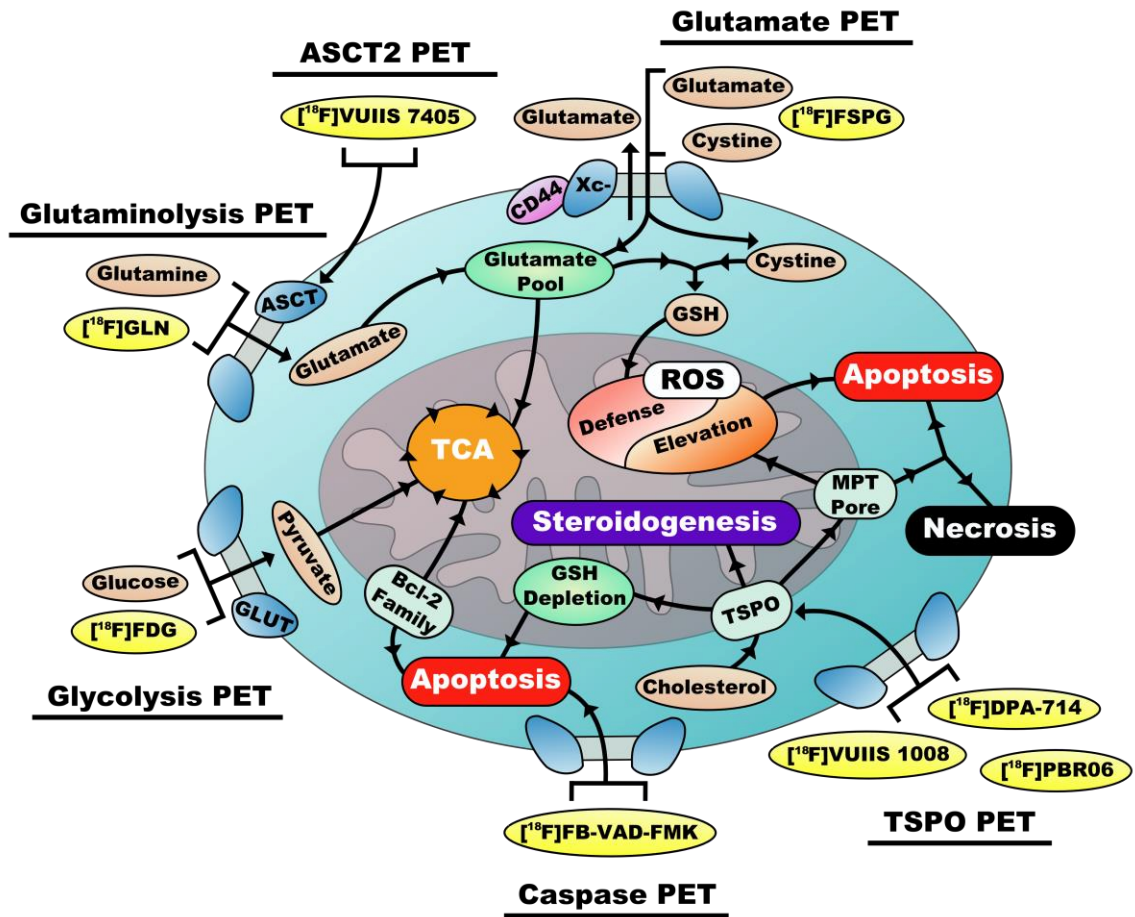 Glutamate PET
ASCT2 PET
[¹⁸F]VUIIS 7405
Glutamate
Glutamate
[¹⁸F]FSPG
Cystine
CD44
Xc-
Glutaminolysis PET
Glutamine
[¹⁸F]GLN
ASCT
Glutamate
Glutamate
Pool
Cystine
GSH
ROS
Defense
Elevation
Apoptosis
TCA
MPT
Pore
Steroidogenesis
Necrosis
Pyruvate
Glucose
[¹⁸F]FDG
GLUT
Bcl-2
Family
GSH
Depletion
TSPO
Glycolysis PET
Apoptosis
Cholesterol
[¹⁸F]DPA-714
[¹⁸F]VUIIS 1008
[¹⁸F]PBR06
TSPO PET
[¹⁸F]FB-VAD-FMK
Caspase PET